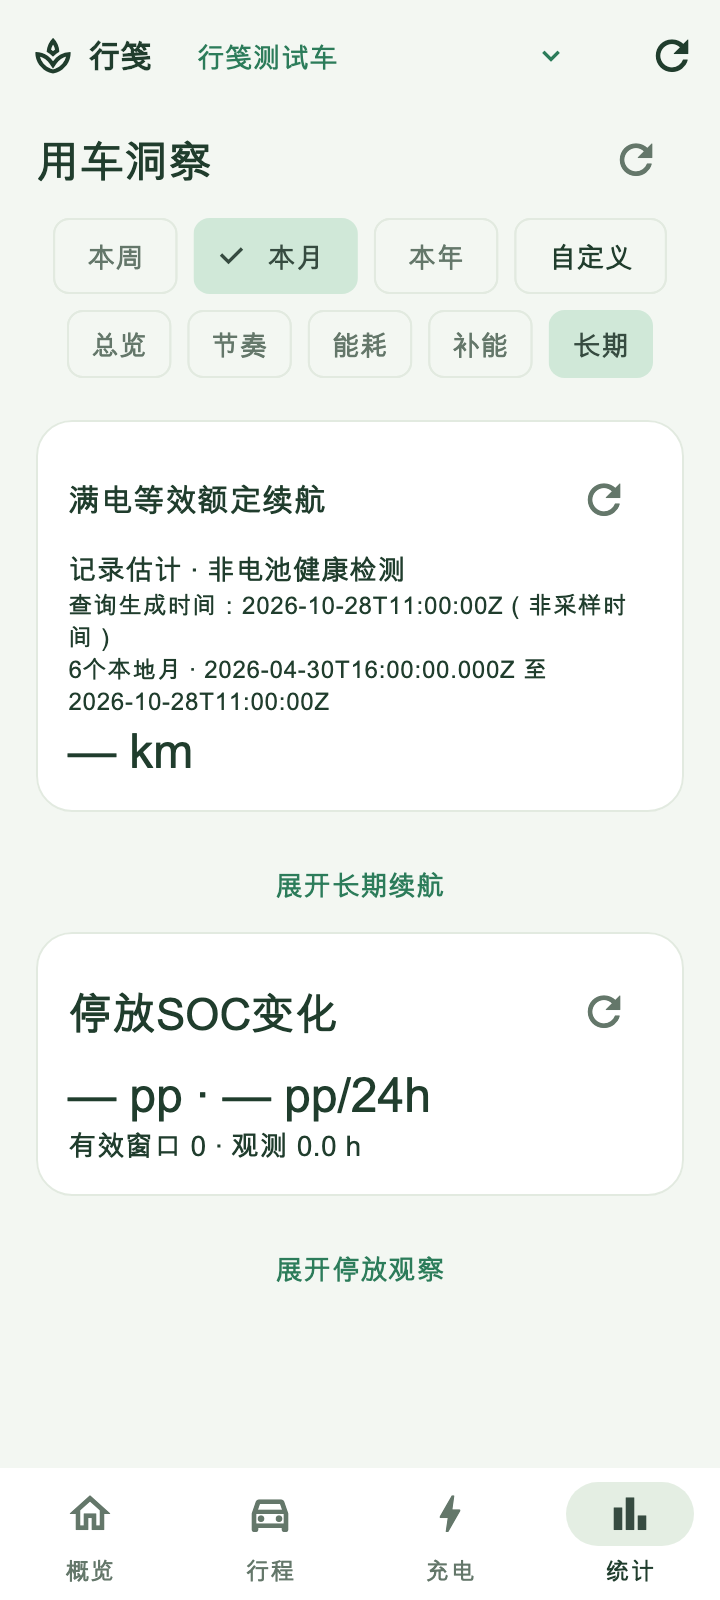 行笺 行笺测试车
用车洞察
本周 本月 本年 自定义
总览 节奏 能耗 补能 长期
满电等效额定续航
记录估计 · 非电池健康检测
查询生成时间：2026-10-28T11:00:00Z（非采样时
间）
6个本地月 · 2026-04-30T16:00:00.000Z 至
2026-10-28T11:00:00Z
— km
展开长期续航
停放SOC变化
— pp · — pp/24h
有效窗口 0 · 观测 0.0 h
展开停放观察
概览 行程 充电 统计